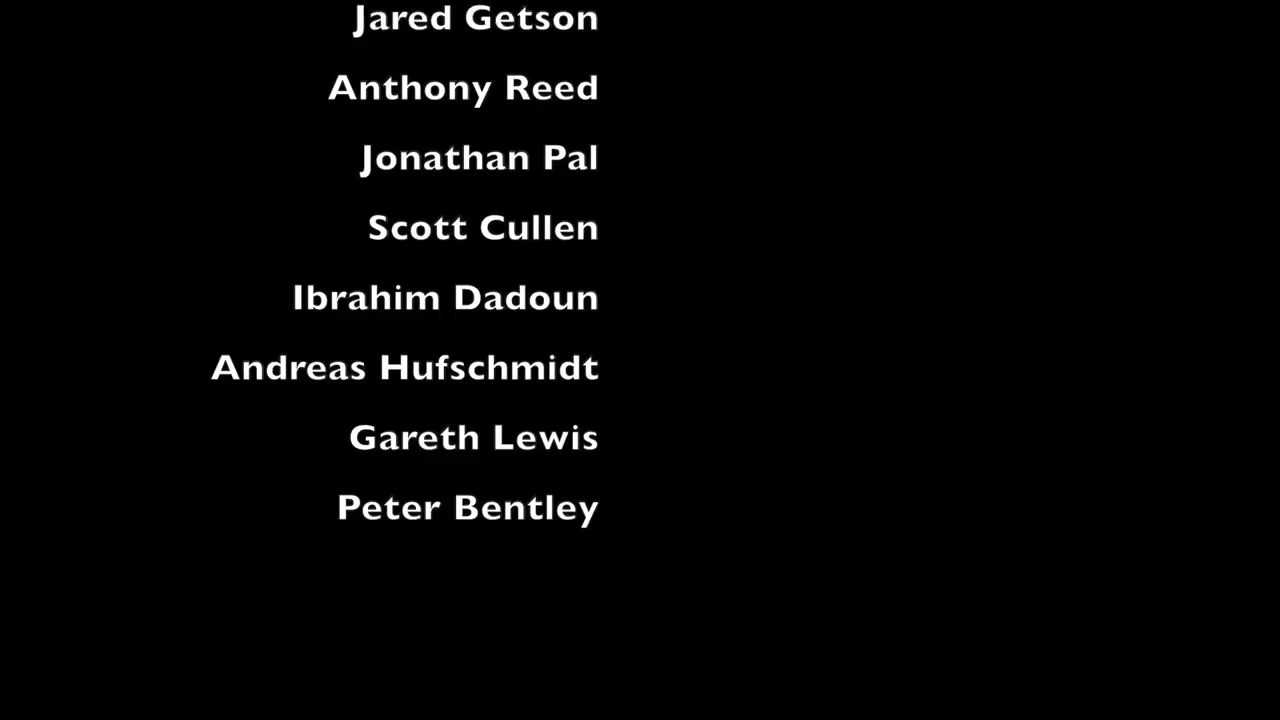 Jared Getson
Anthony Reed
Jonathan Pal
Scott Cullen
Ibrahim Dadoun
Andreas Hufschmidt
Gareth Lewis
Peter Bentley